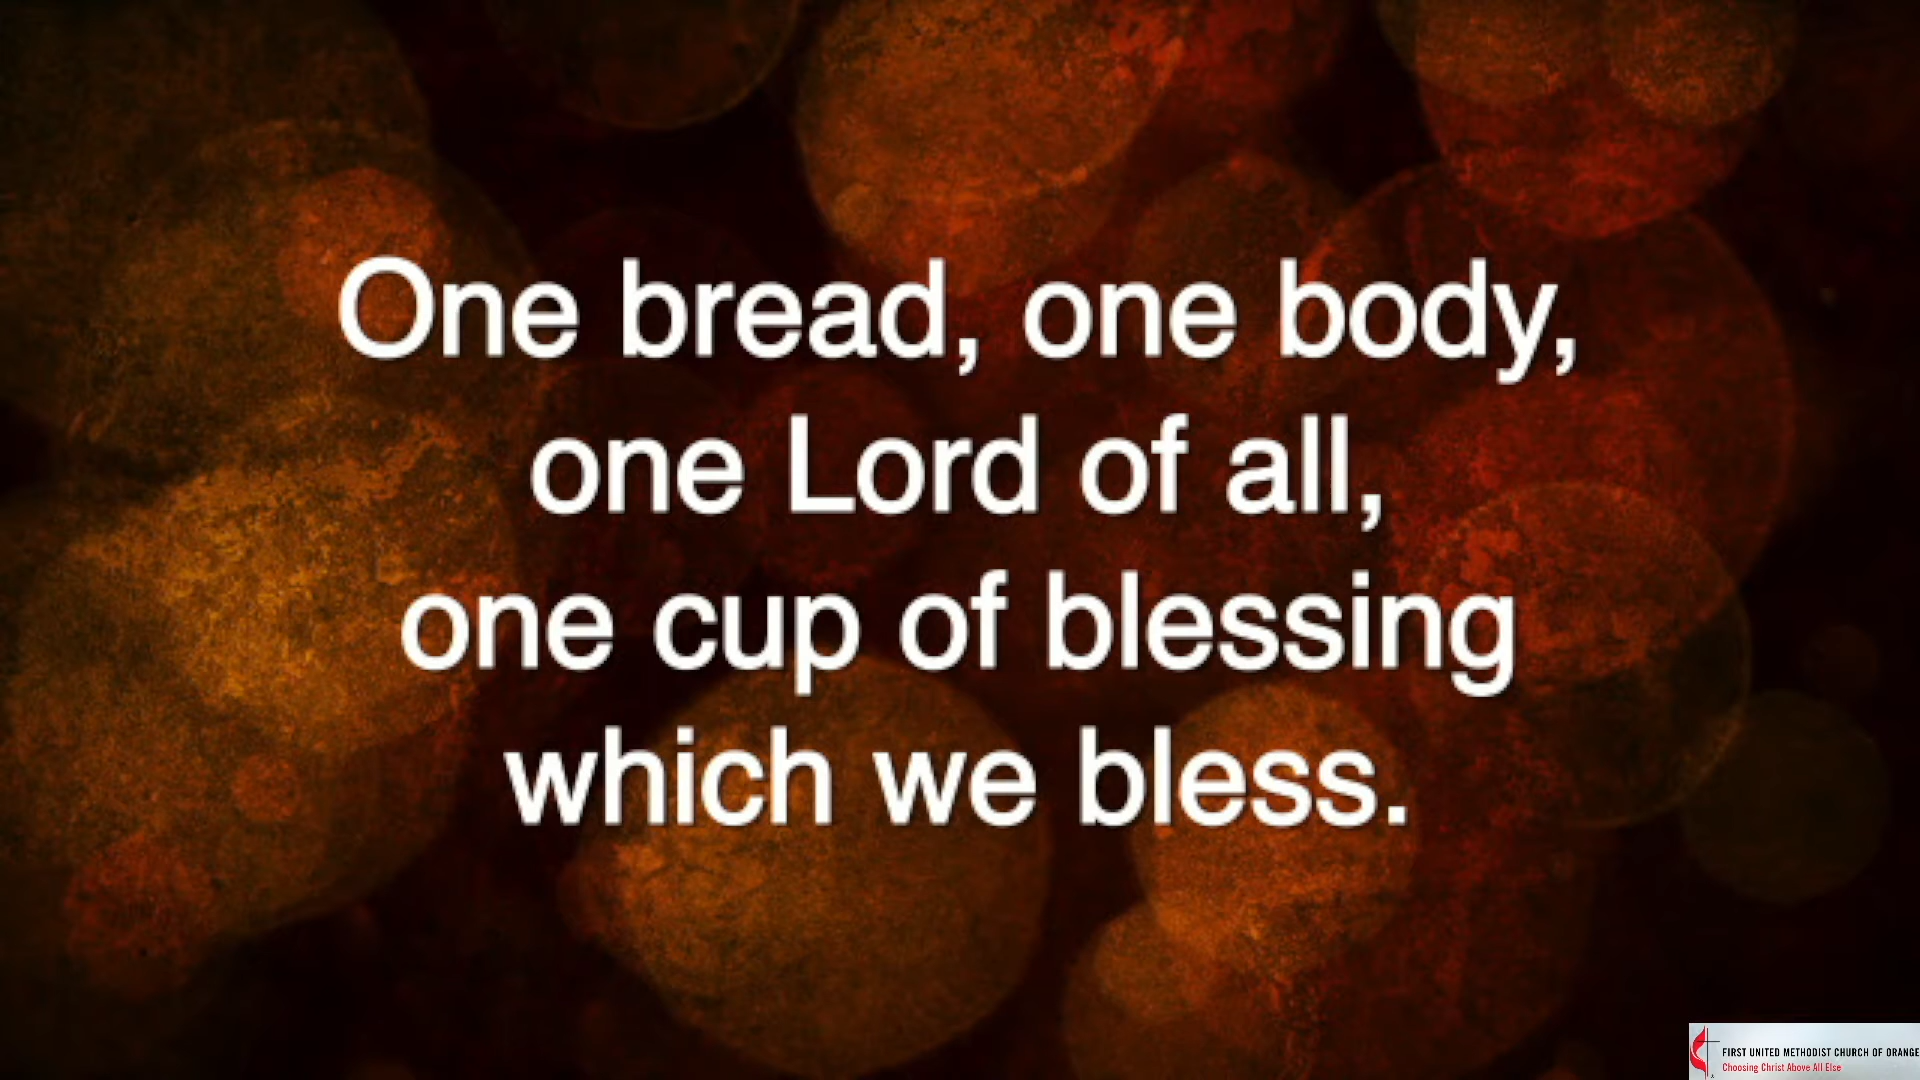 One bread, one body,
one Lord of all,
one cup of blessing
which we bless.
FIRST UNITED METHODIST CHURCH OF ORANGE
Choosing Christ Above All Else